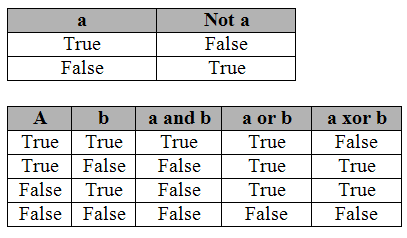 a Not a
True False
False True
A b a and b a or b a xor b
True True True True False
True False False True True
False True False True True
False False False False False